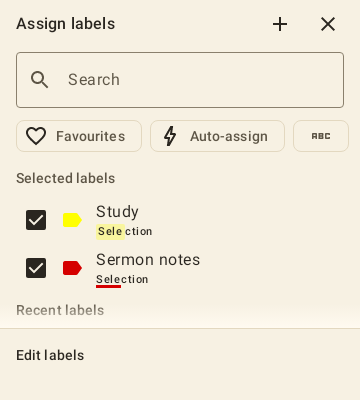 Assign labels
Search
Favourites
Auto-assign
ABC
Selected labels
Study
Selection
Sermon notes
Selection
Recent labels
Edit labels